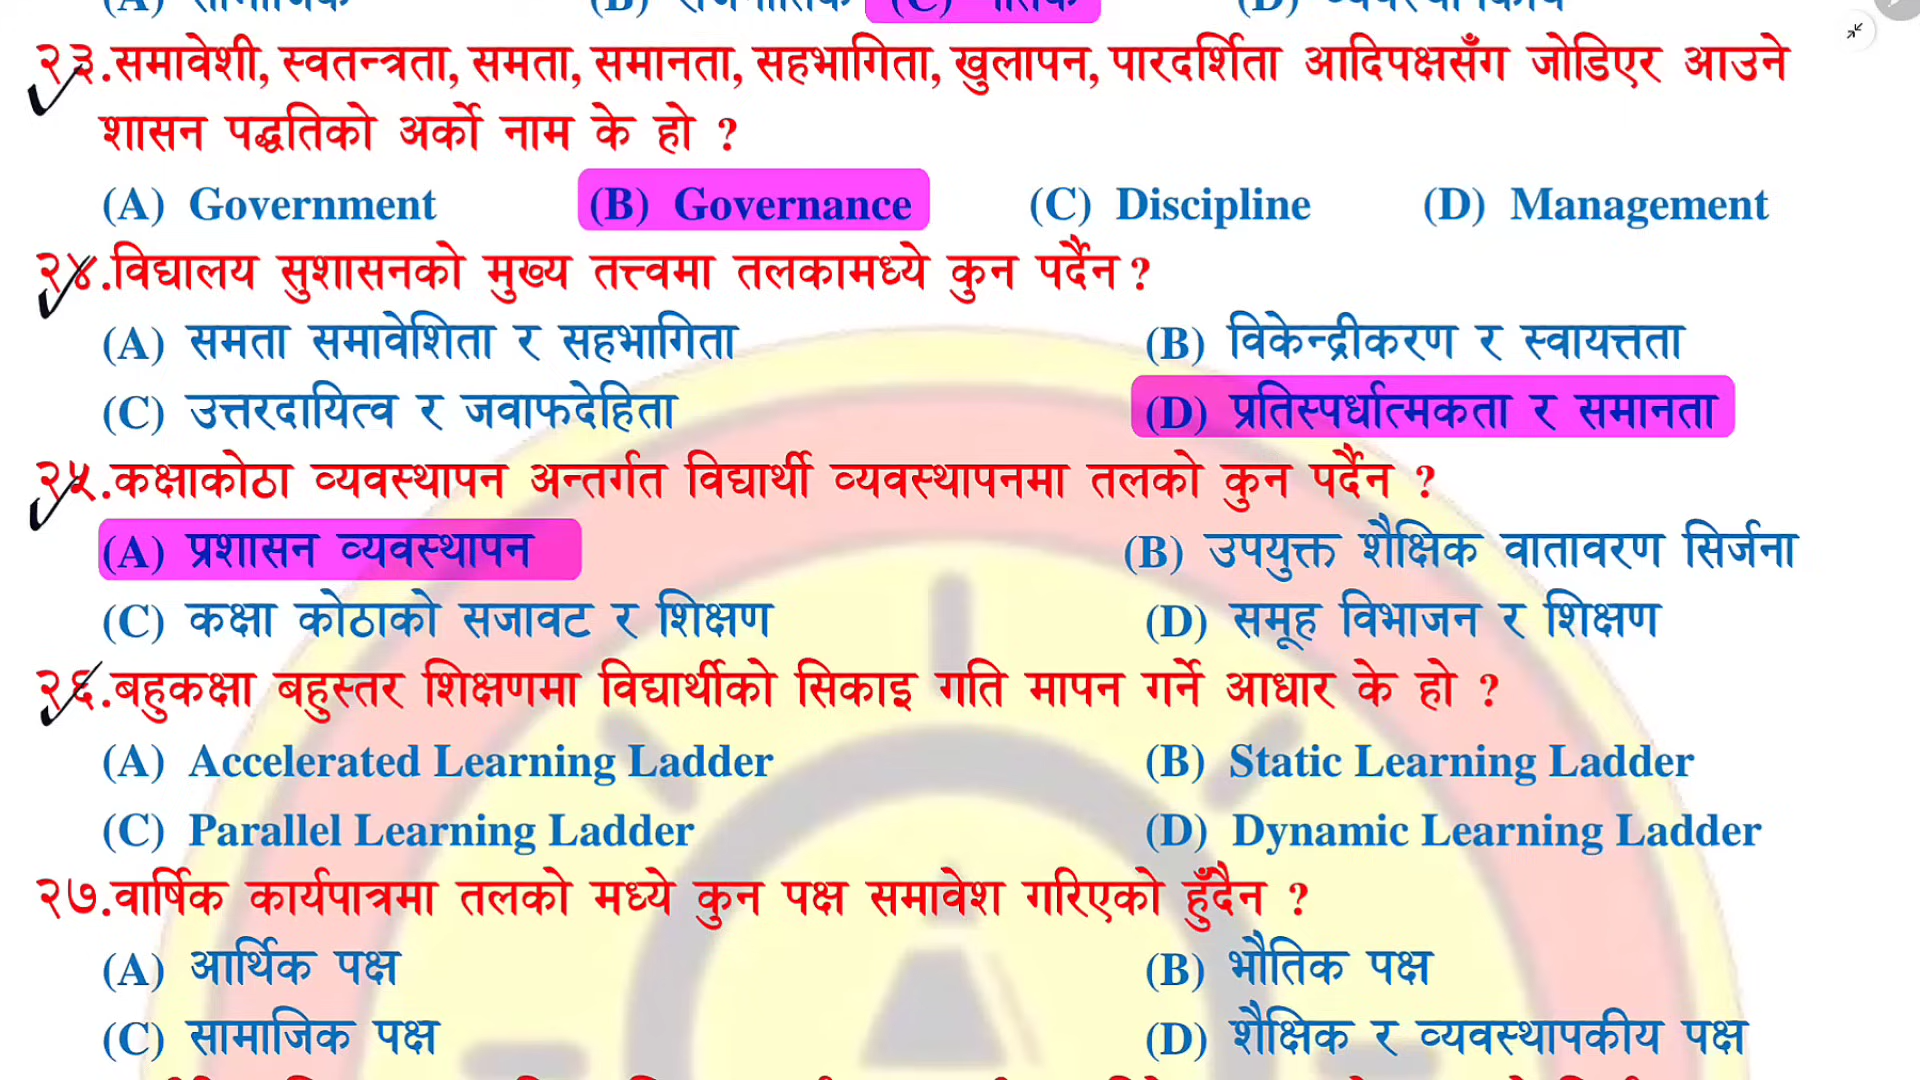 (A) सामाजिक (B) राजनीतिक (C) नैतिक (D) व्यवस्थापकीय
२३.समावेशी, स्वतन्त्रता, समता, समानता, सहभागिता, खुलापन, पारदर्शिता आदिपक्षसँग जोडिएर आउने
शासन पद्धतिको अर्को नाम के हो ?
(A) Government (B) Governance (C) Discipline (D) Management
२४.विद्यालय सुशासनको मुख्य तत्त्वमा तलकामध्ये कुन पर्दैन ?
(A) समता समावेशिता र सहभागिता (B) विकेन्द्रीकरण र स्वायत्तता
(C) उत्तरदायित्व र जवाफदेहिता (D) प्रतिस्पर्धात्मकता र समानता
२५.कक्षाकोठा व्यवस्थापन अन्तर्गत विद्यार्थी व्यवस्थापनमा तलको कुन पर्दैन ?
(A) प्रशासन व्यवस्थापन (B) उपयुक्त शैक्षिक वातावरण सिर्जना
(C) कक्षा कोठाको सजावट र शिक्षण (D) समूह विभाजन र शिक्षण
२६.बहुकक्षा बहुस्तर शिक्षणमा विद्यार्थीको सिकाइ गति मापन गर्ने आधार के हो ?
(A) Accelerated Learning Ladder (B) Static Learning Ladder
(C) Parallel Learning Ladder (D) Dynamic Learning Ladder
२७.वार्षिक कार्यपात्रमा तलको मध्ये कुन पक्ष समावेश गरिएको हुँदैन ?
(A) आर्थिक पक्ष (B) भौतिक पक्ष
(C) सामाजिक पक्ष (D) शैक्षिक र व्यवस्थापकीय पक्ष